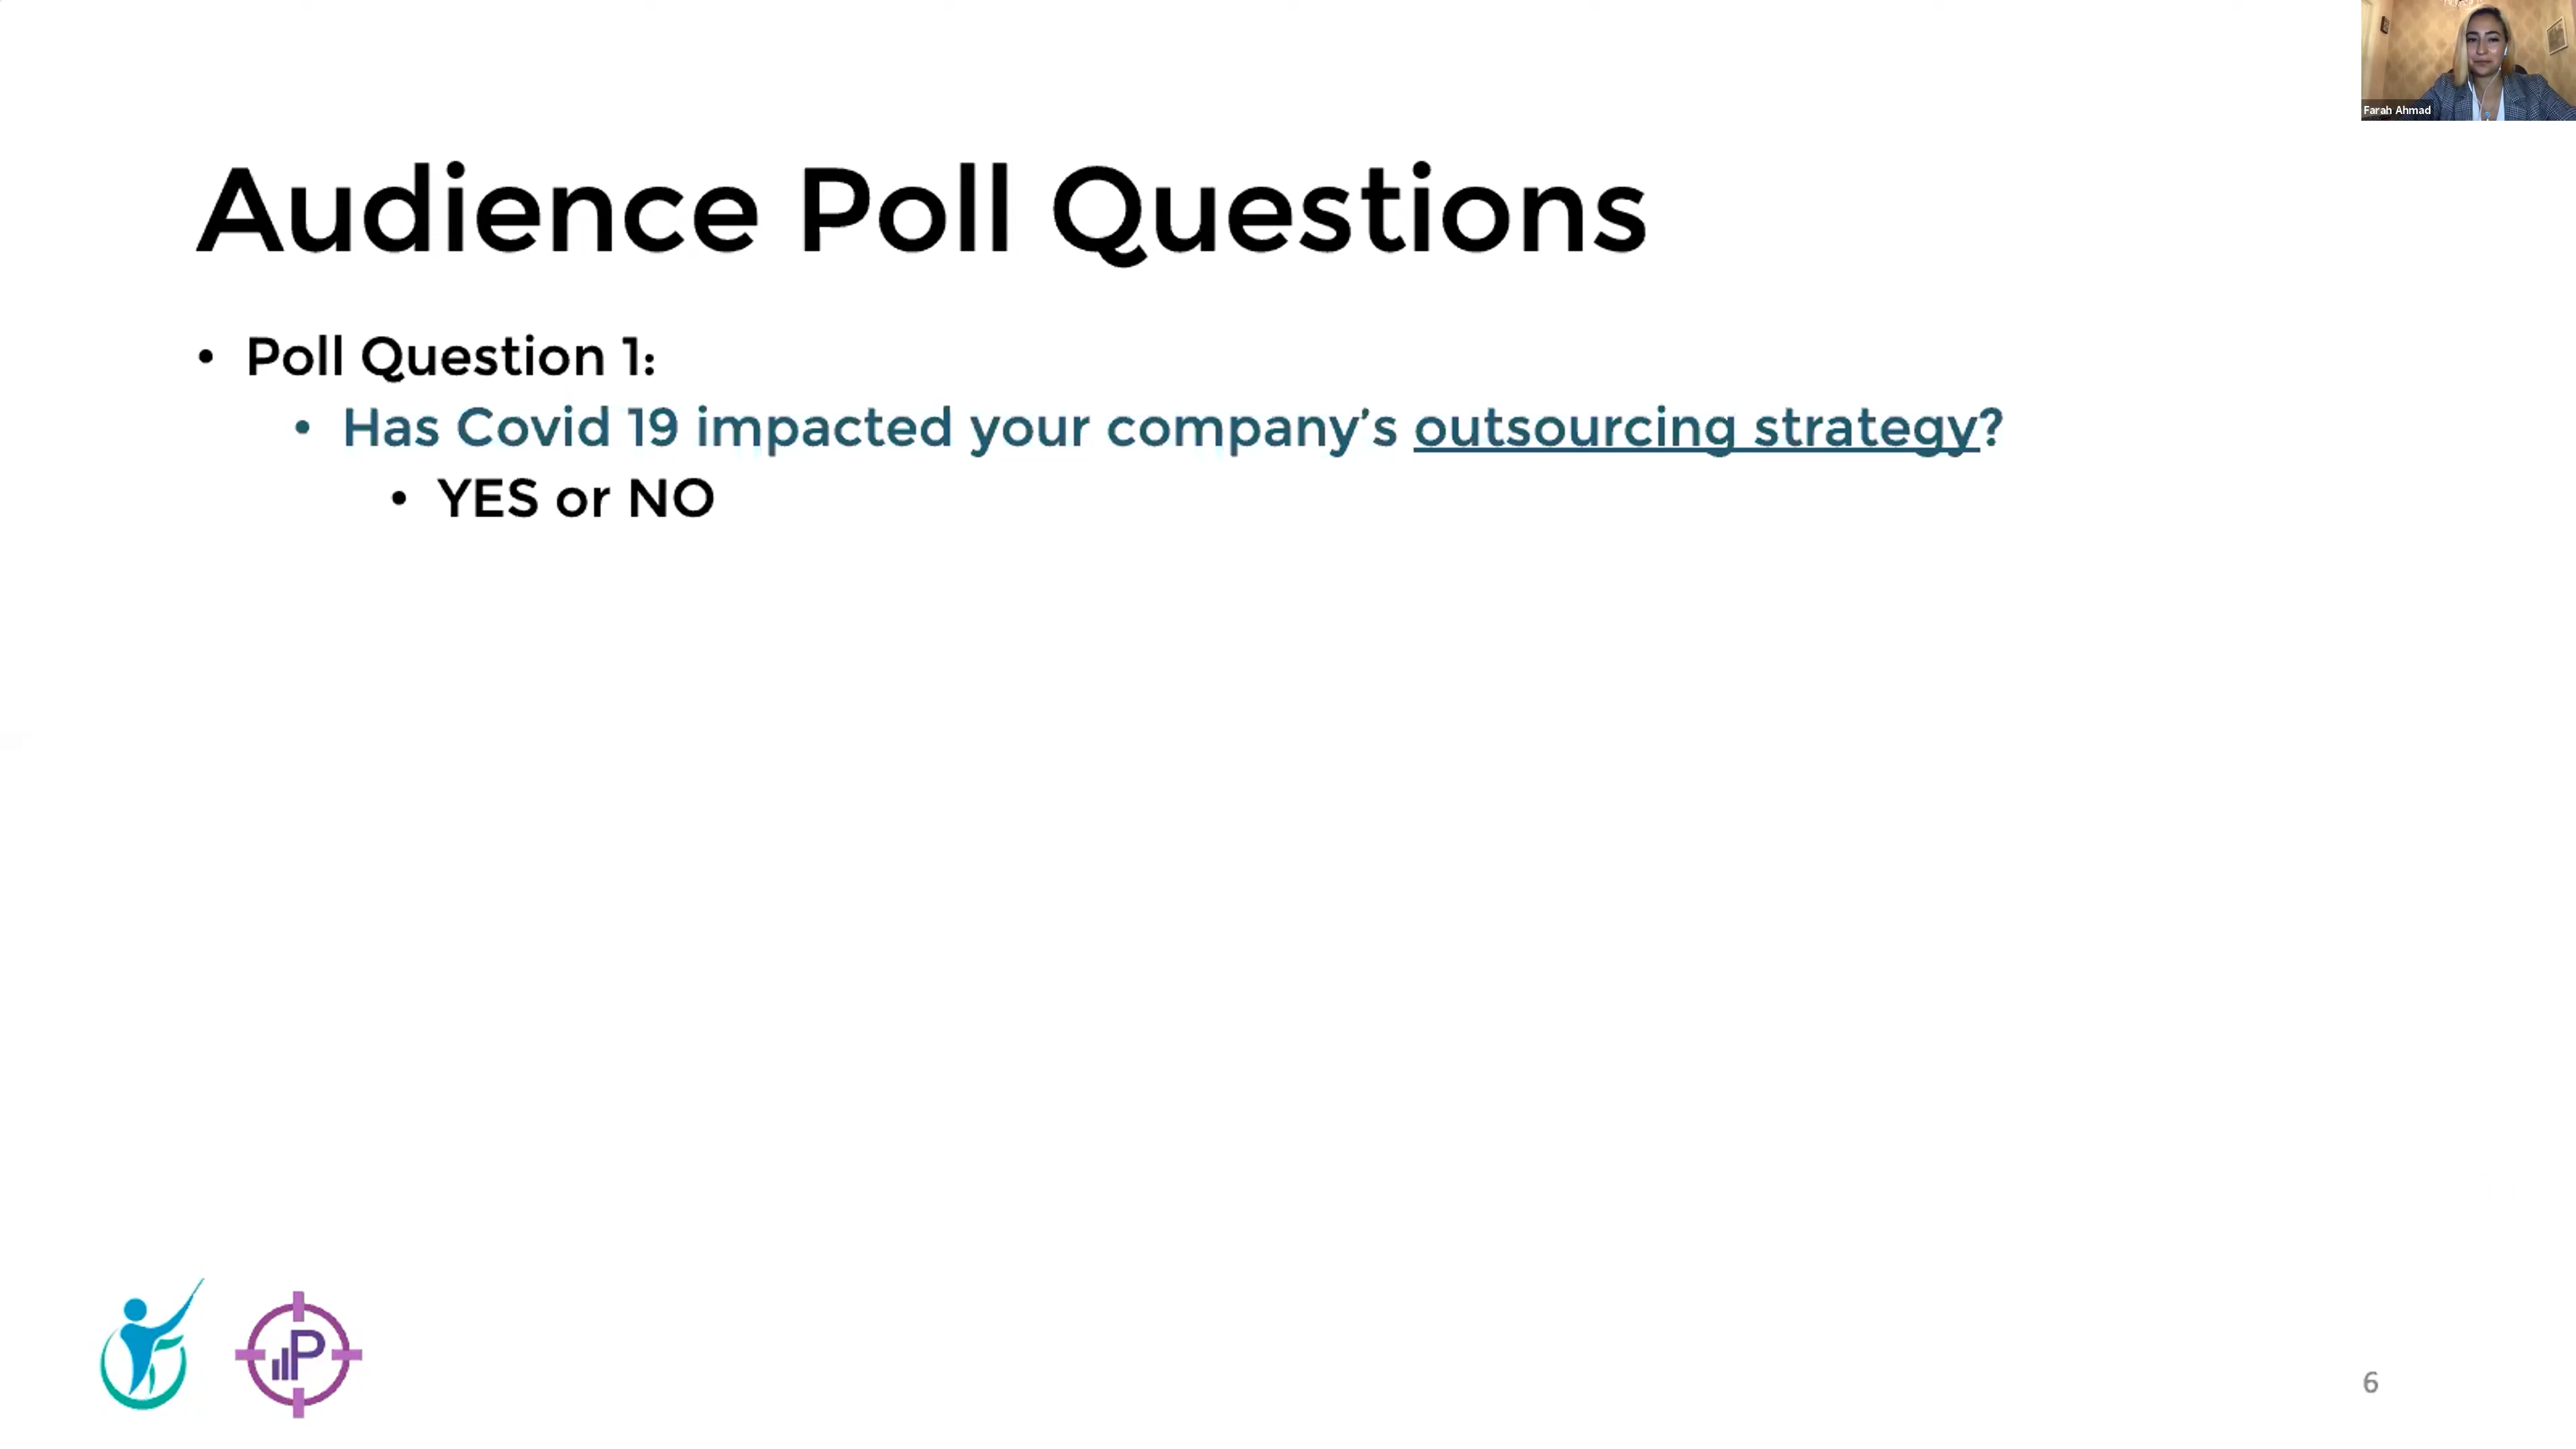 Farah Ahmad
Audience Poll Questions
• Poll Question 1:
• Has Covid 19 impacted your company’s outsourcing strategy?
• YES or NO
P
6